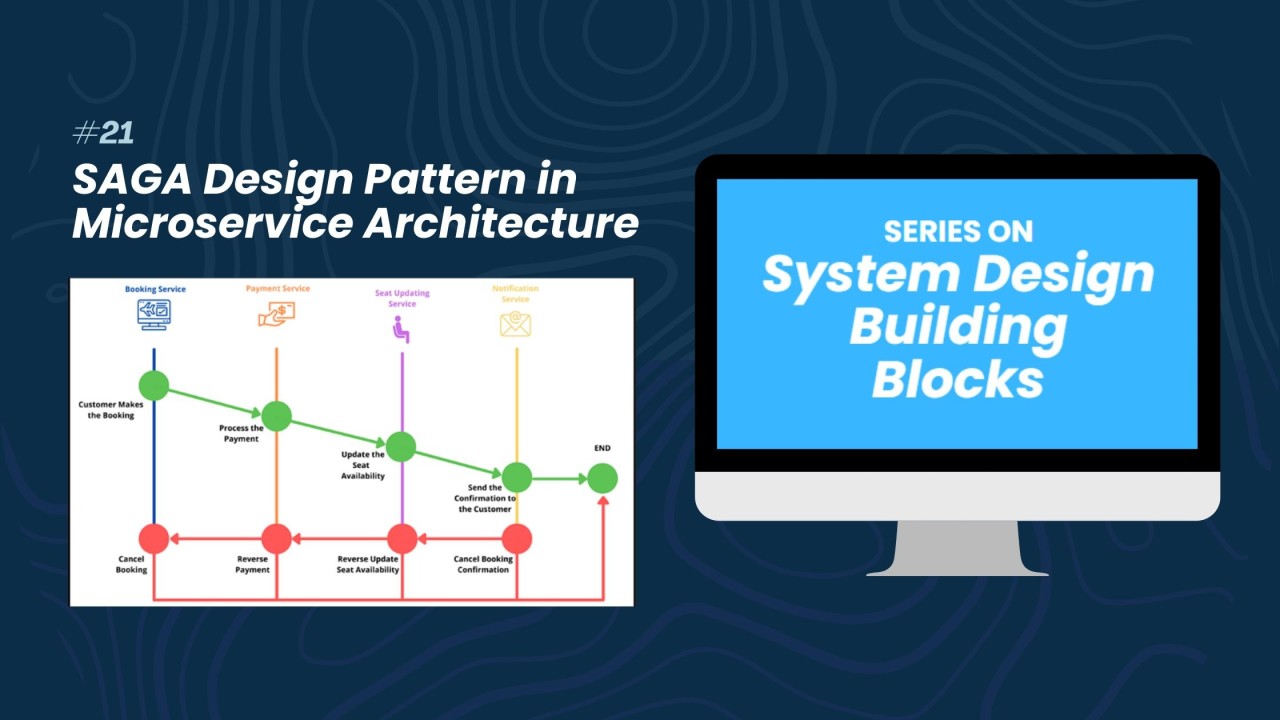 #21
SAGA Design Pattern in
Microservice Architecture
Booking Service
Payment Service
Seat Updating
Service
Notification
Service
Customer Makes
the Booking
Process the
Payment
Update the
Seat
Availability
Send the
Confirmation to
the Customer
END
Cancel
Booking
Reverse
Payment
Reverse Update
Seat Availability
Cancel Booking
Confirmation
SERIES ON
System Design
Building
Blocks